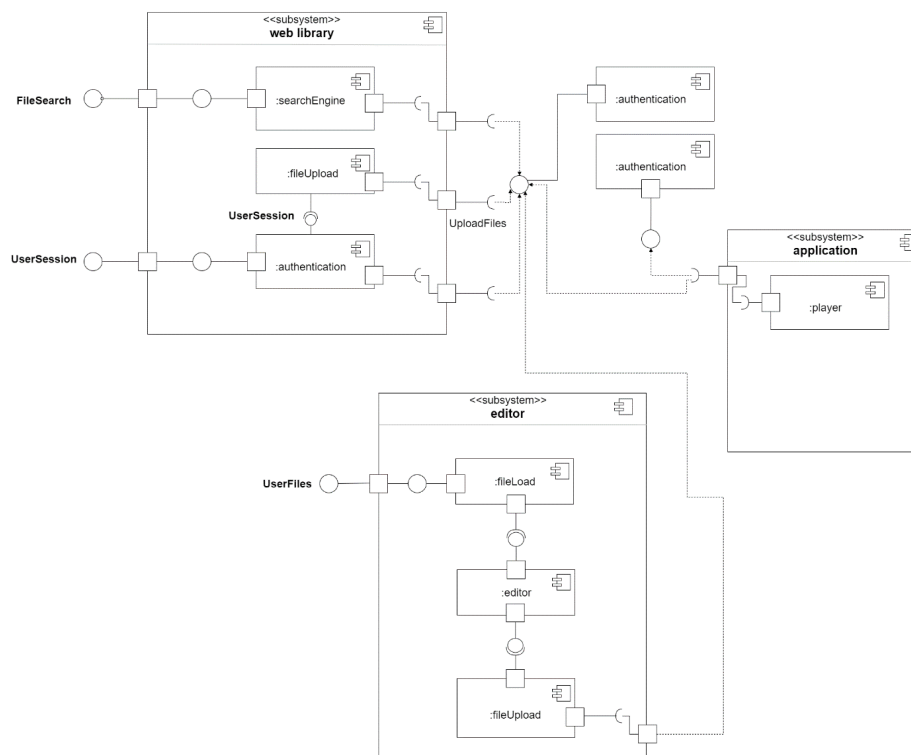 <<subsystem>>
web library
FileSearch
:searchEngine
:authentication
:authentication
:fileUpload
UserSession
UploadFiles
UserSession
:authentication
<<subsystem>>
application
:player
<<subsystem>>
editor
UserFiles
:fileLoad
:editor
:fileUpload